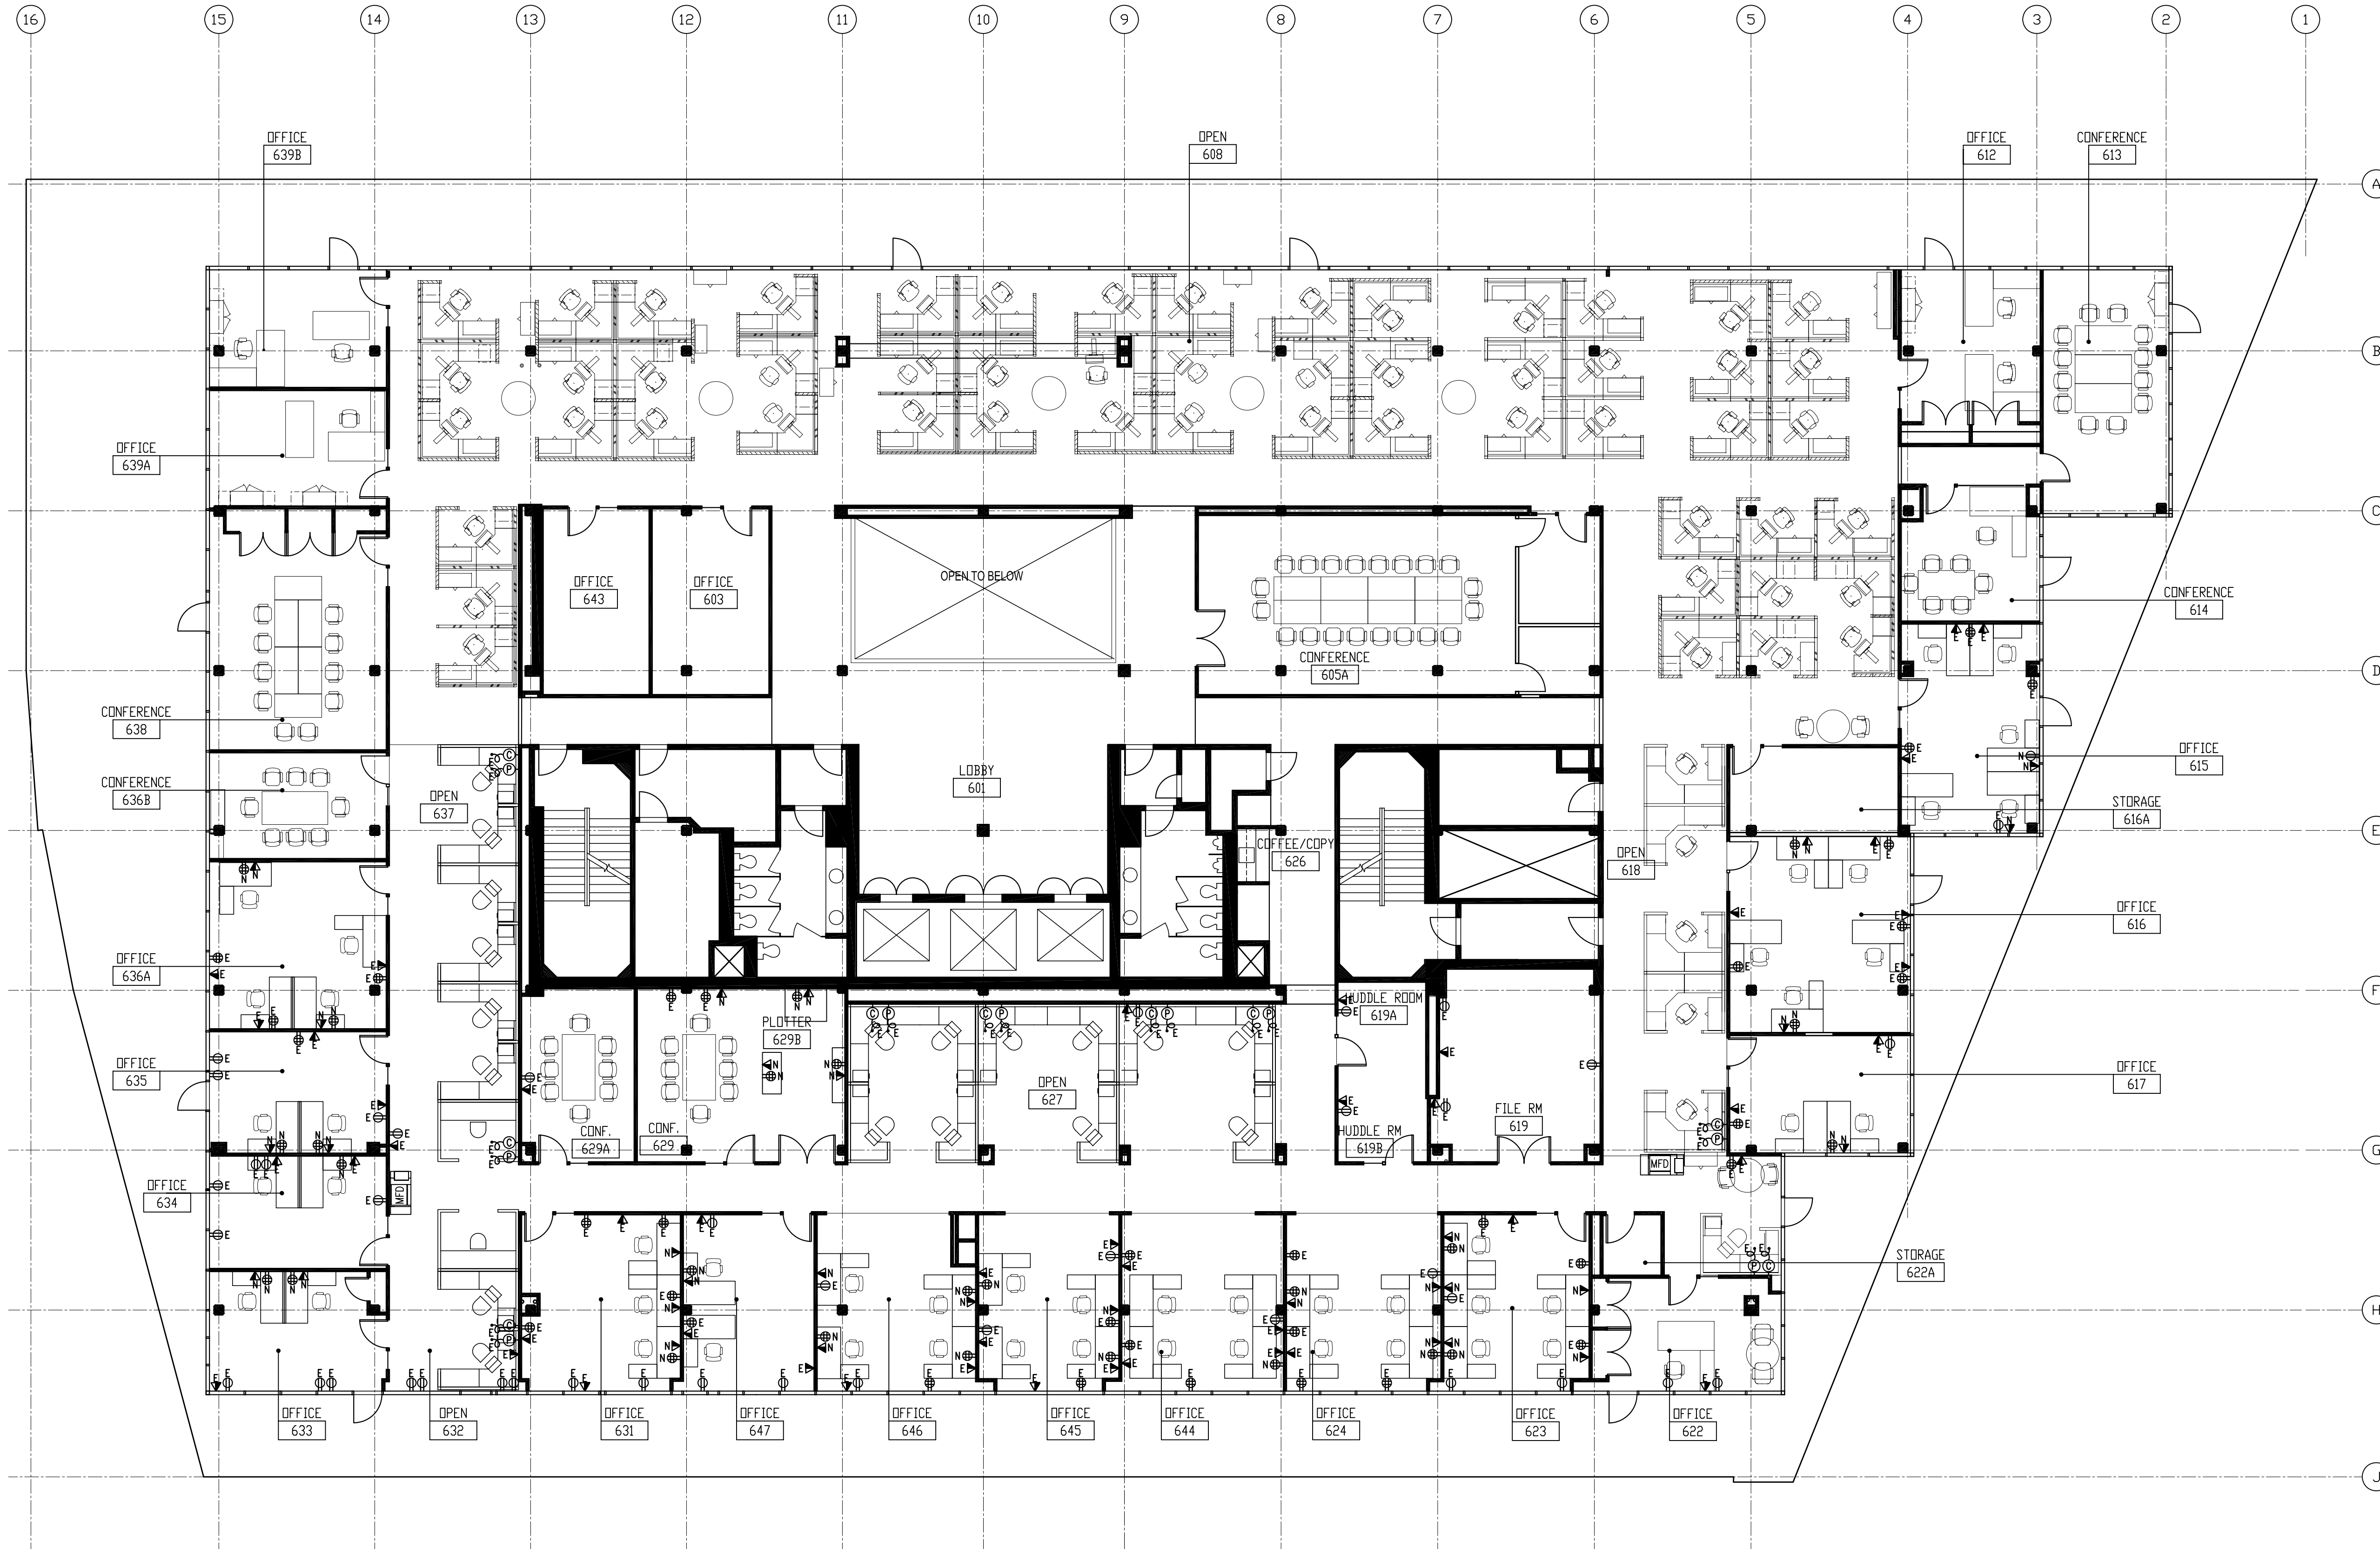 16 15 14 13 12 11 10 9 8 7 6 5 4 3 2 1
OFFICE
639B
OPEN
608
OFFICE
612
CONFERENCE
613
A
B
OFFICE
639A
C
OFFICE
643
OFFICE
603
OPEN TO BELOW
CONFERENCE
605A
CONFERENCE
614
D
CONFERENCE
638
OFFICE
615
LOBBY
601
CONFERENCE
636B
OPEN
637
STORAGE
616A
E
COFFEE/COPY
626
OPEN
618
OFFICE
616
OFFICE
636A
F
HUDDLE ROOM
619A
PLOTTER
629B
OFFICE
635
OPEN
627
OFFICE
617
FILE RM
619
CONF.
629A
CONF.
629
HUDDLE RM
619B
G
MFD
MFD
OFFICE
634
STORAGE
622A
H
OFFICE
633
OPEN
632
OFFICE
631
OFFICE
647
OFFICE
646
OFFICE
645
OFFICE
644
OFFICE
624
OFFICE
623
OFFICE
622
J